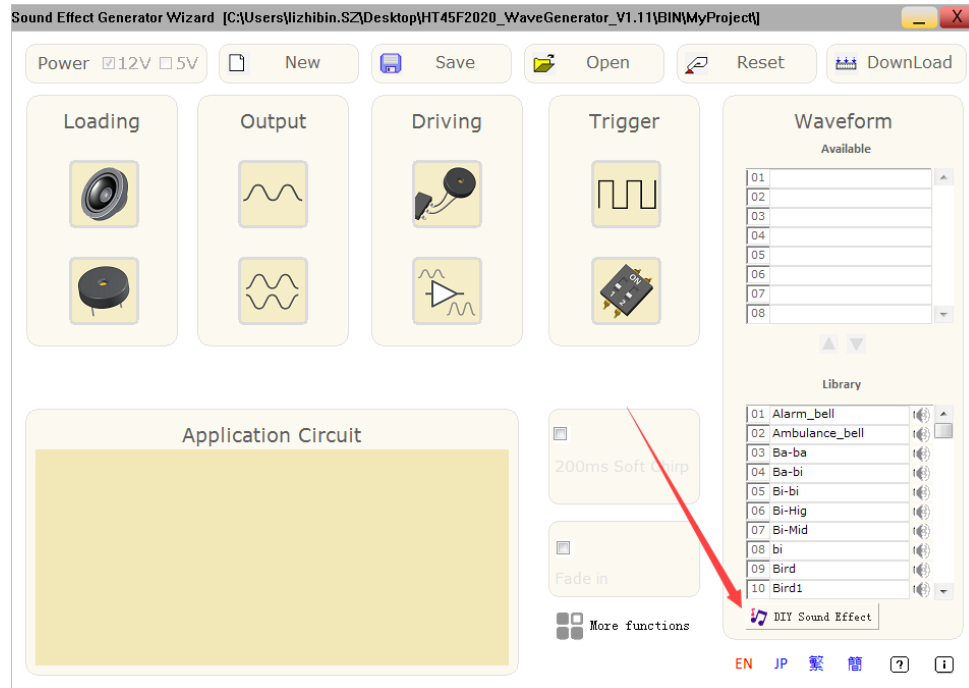 Sound Effect Generator Wizard [C:\Users\lizhibin.SZ\Desktop\HT45F2020_WaveGenerator_V1.11\BIN\MyProject\]
Power 12V 5V New Save Open Reset DownLoad
Loading Output Driving Trigger Waveform
Available
01
02
03
04
05
06
07
08
ON
1 2
Library
01 Alarm_bell
02 Ambulance_bell
03 Ba-ba
04 Ba-bi
05 Bi-bi
06 Bi-Hig
07 Bi-Mid
08 bi
09 Bird
10 Bird1
Application Circuit
200ms Soft Chirp
Fade in
More functions
DIY Sound Effect
EN JP 繁 簡 ? i